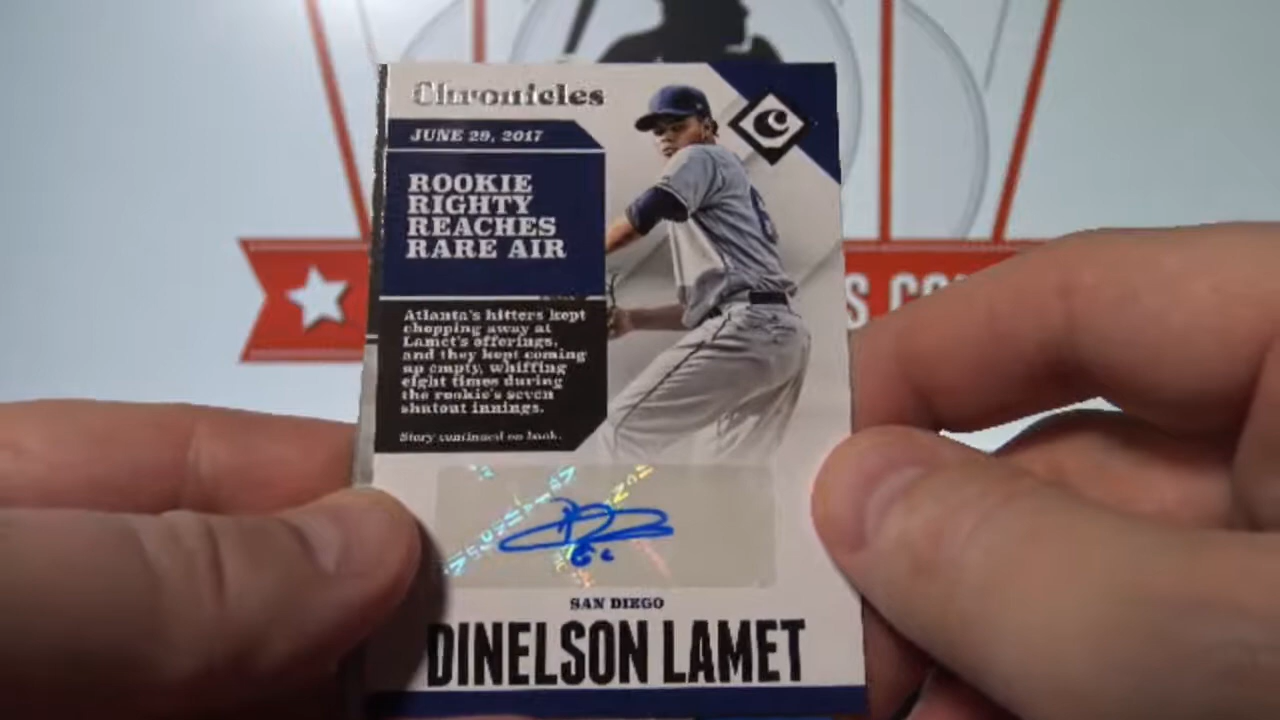 Chronicles
JUNE 29, 2017
ROOKIE
RIGHTY
REACHES
RARE AIR
Atlanta's hitters kept
chopping away at
Lamet's offerings,
and they kept coming
up empty, whiffing
eight times during
the rookie's seven
shutout innings.
Story continued on back.
SAN DIEGO
DINELSON LAMET